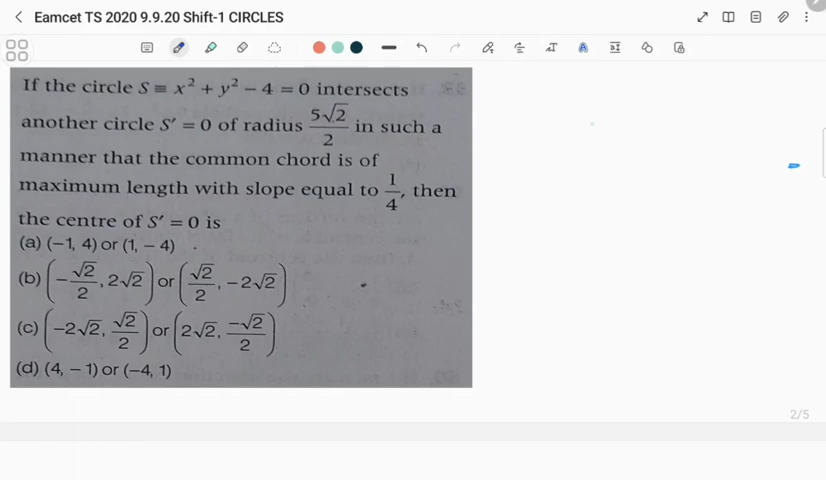 Eamcet TS 2020 9.9.20 Shift-1 CIRCLES
If the circle S ≡ x² + y² − 4 = 0 intersects
another circle S′ = 0 of radius 5√2/2 in such a
manner that the common chord is of
maximum length with slope equal to 1/4, then
the centre of S′ = 0 is
(a) (−1, 4) or (1, − 4)
(b) (−√2/2, 2√2) or (√2/2, −2√2)
(c) (−2√2, √2/2) or (2√2, −√2/2)
(d) (4, − 1) or (−4, 1)
2/5